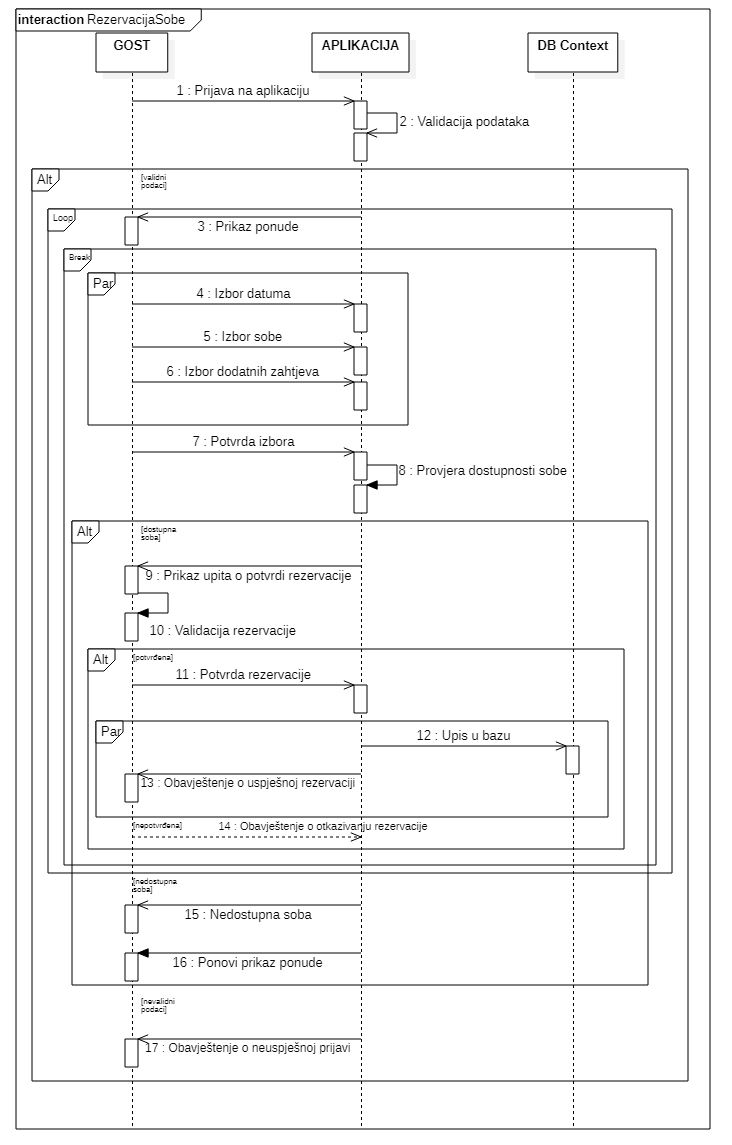 interaction RezervacijaSobe
GOST
APLIKACIJA
DB Context
1 : Prijava na aplikaciju
2 : Validacija podataka
Alt
[validni
podaci]
Loop
3 : Prikaz ponude
Break
Par
4 : Izbor datuma
5 : Izbor sobe
6 : Izbor dodatnih zahtjeva
7 : Potvrda izbora
8 : Provjera dostupnosti sobe
Alt
[dostupna
soba]
9 : Prikaz upita o potvrdi rezervacije
10 : Validacija rezervacije
Alt
[potvrđena]
11 : Potvrda rezervacije
Par
12 : Upis u bazu
13 : Obavještenje o uspješnoj rezervaciji
[nepotvrđena]
14 : Obavještenje o otkazivanju rezervacije
[nedostupna
soba]
15 : Nedostupna soba
16 : Ponovi prikaz ponude
[nevalidni
podaci]
17 : Obavještenje o neuspješnoj prijavi